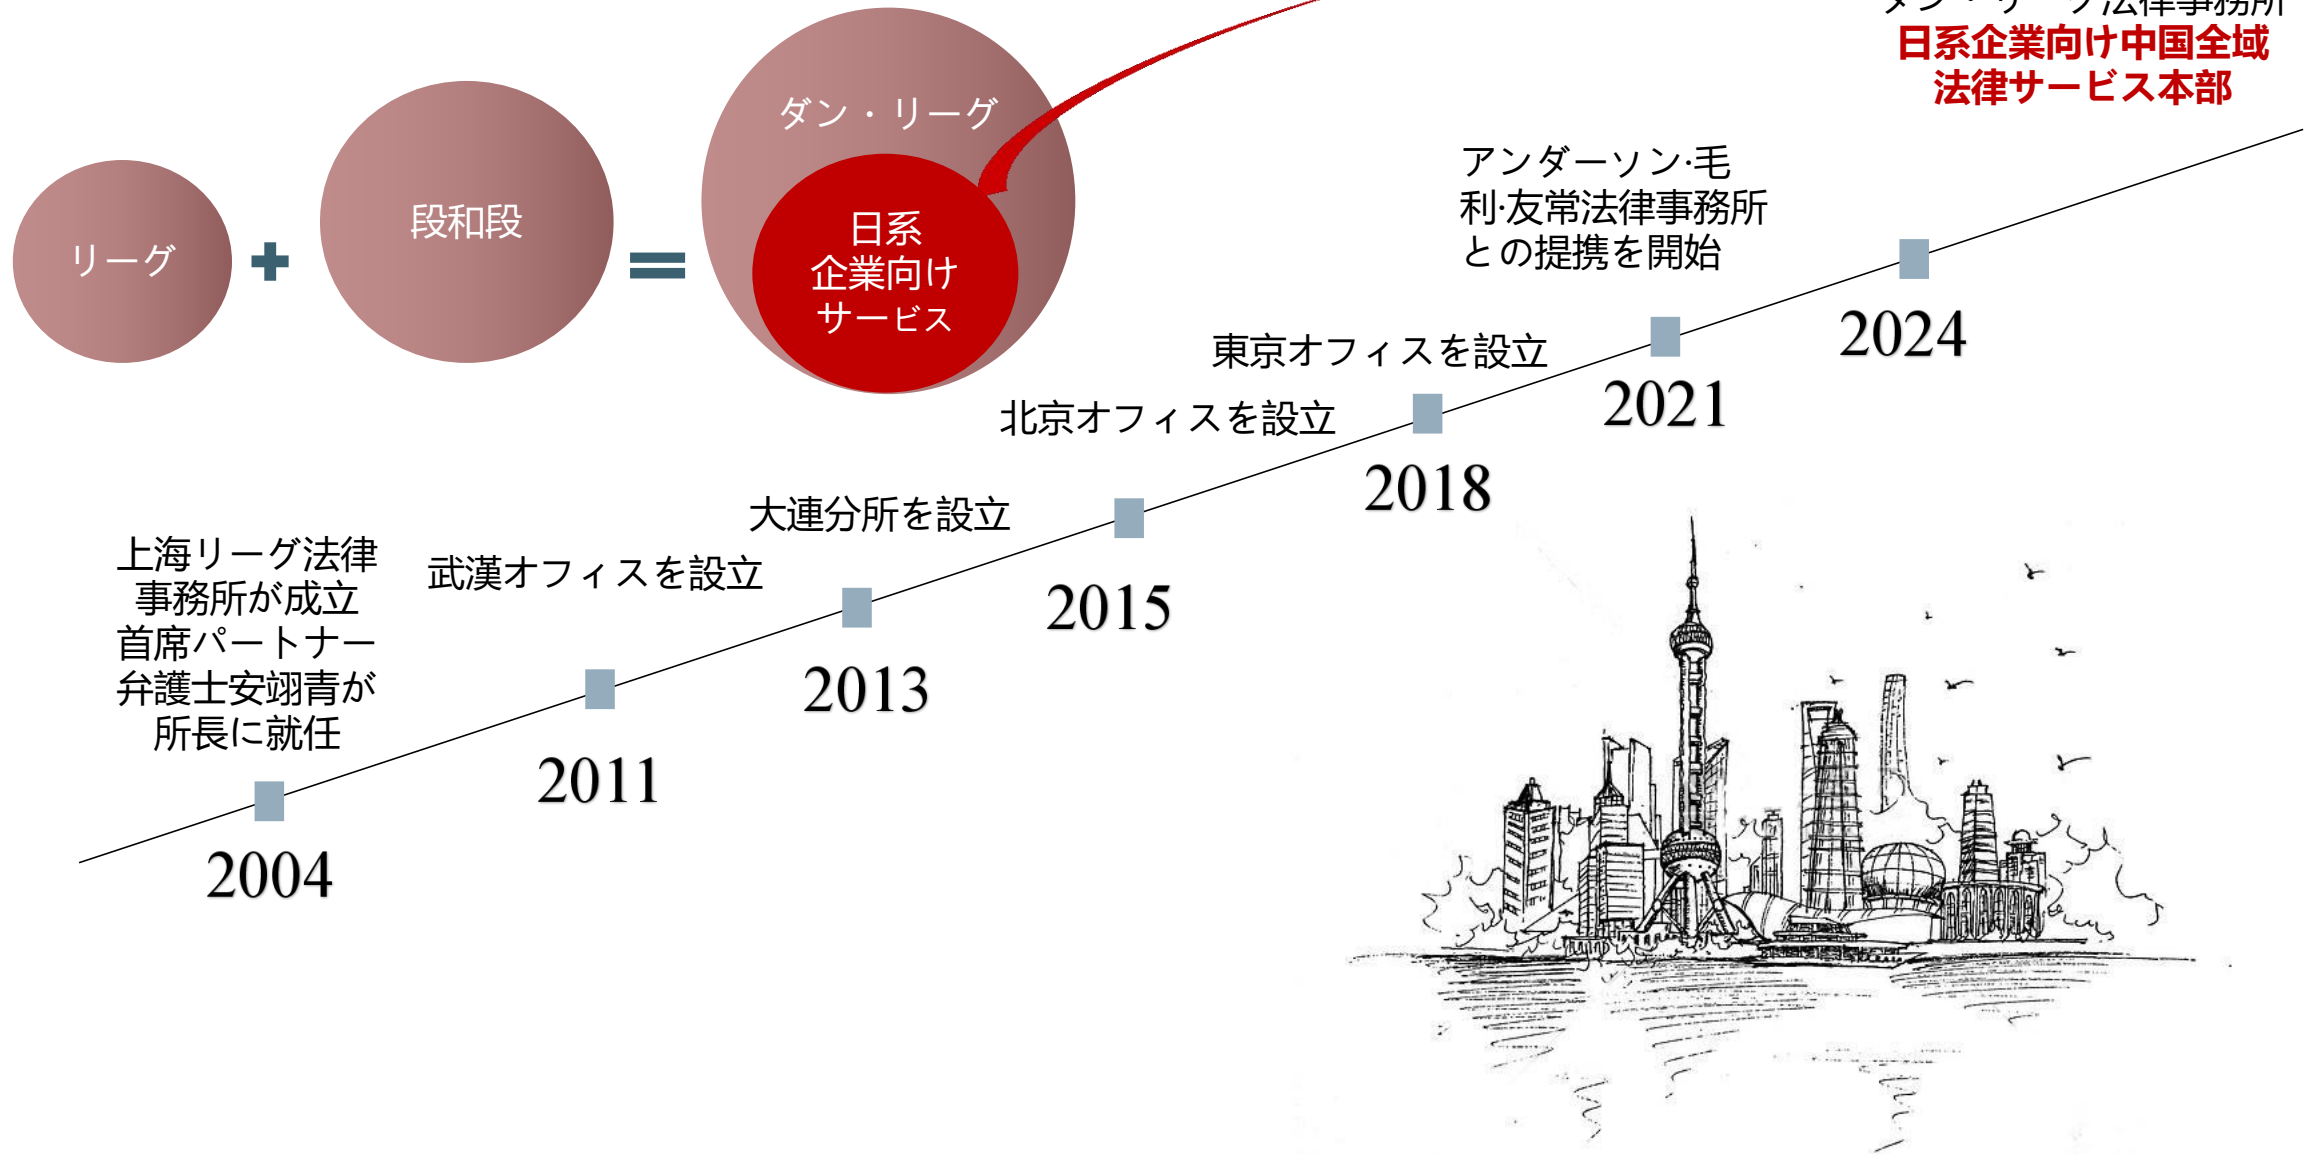 日系企業向け中国全域
法律サービス本部
ダン・リーグ
リーグ
+
段和段
=
日系
企業向け
サービス
アンダーソン·毛
利·友常法律事務所
との提携を開始
2024
東京オフィスを設立
2021
北京オフィスを設立
2018
大連分所を設立
2015
武漢オフィスを設立
2013
上海リーグ法律
事務所が成立
首席パートナー
弁護士安翊青が
所長に就任
2011
2004